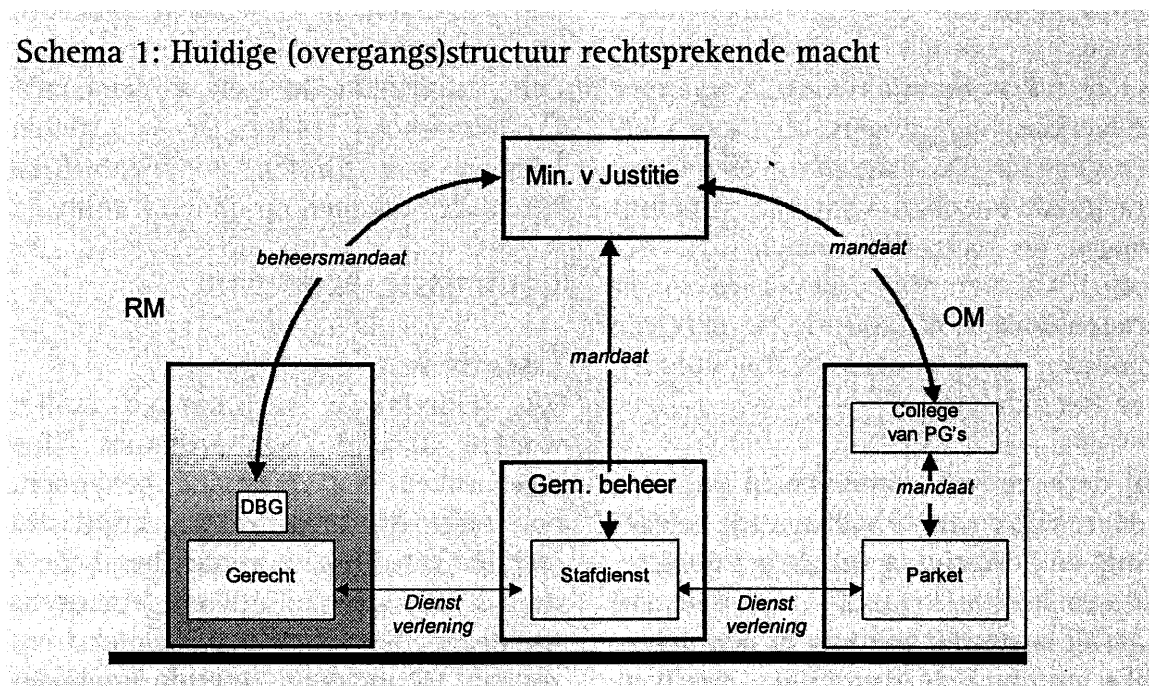 Schema 1: Huidige (overgangs)structuur rechtsprekende macht
Min. v Justitie
beheersmandaat
mandaat
RM
OM
mandaat
College
van PG's
Gem. beheer
mandaat
DBG
Gerecht
Stafdienst
Parket
Dienst
verlening
Dienst
verlening